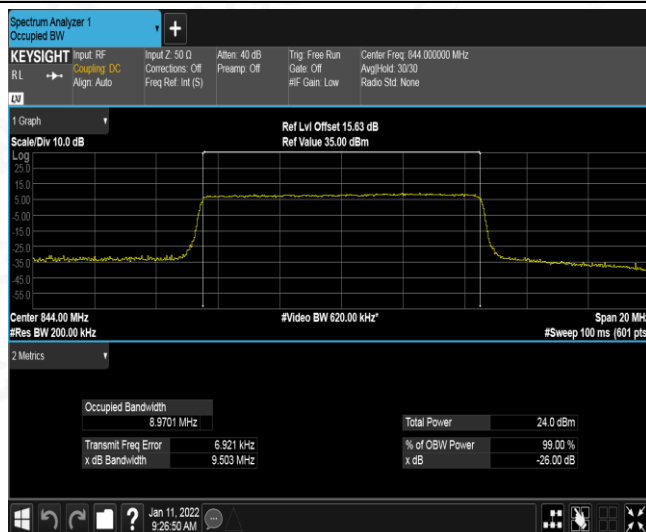 Spectrum Analyzer 1
Occupied BW
+
KEYSIGHT
RL
LXI
Input: RF
Coupling: DC
Align: Auto
Input Z: 50 Ω
Corrections: Off
Freq Ref: Int (S)
Atten: 40 dB
Preamp: Off
Trig: Free Run
Gate: Off
#IF Gain: Low
Center Freq: 844.000000 MHz
Avg|Hold: 30/30
Radio Std: None
1 Graph
Scale/Div 10.0 dB
Ref Lvl Offset 15.63 dB
Ref Value 35.00 dBm
Log
25.0
15.0
5.00
-5.00
-15.0
-25.0
-35.0
-45.0
-55.0
Center 844.00 MHz
#Res BW 200.00 kHz
#Video BW 620.00 kHz*
Span 20 MHz
#Sweep 100 ms (601 pts
2 Metrics
Occupied Bandwidth
8.9701 MHz
Transmit Freq Error 6.921 kHz
x dB Bandwidth 9.503 MHz
Total Power 24.0 dBm
% of OBW Power 99.00 %
x dB -26.00 dB
?
Jan 11, 2022
9:26:50 AM